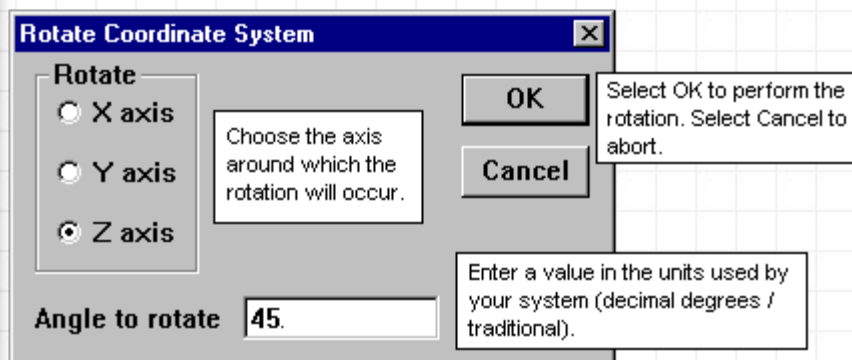 Rotate Coordinate System
Rotate
X axis
Y axis
Z axis
Choose the axis
around which the
rotation will occur.
OK
Cancel
Select OK to perform the
rotation. Select Cancel to
abort.
Angle to rotate
45.
Enter a value in the units used by
your system (decimal degrees /
traditional).